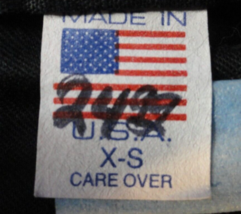 MADE IN
U.S.A.
X-S
CARE OVER